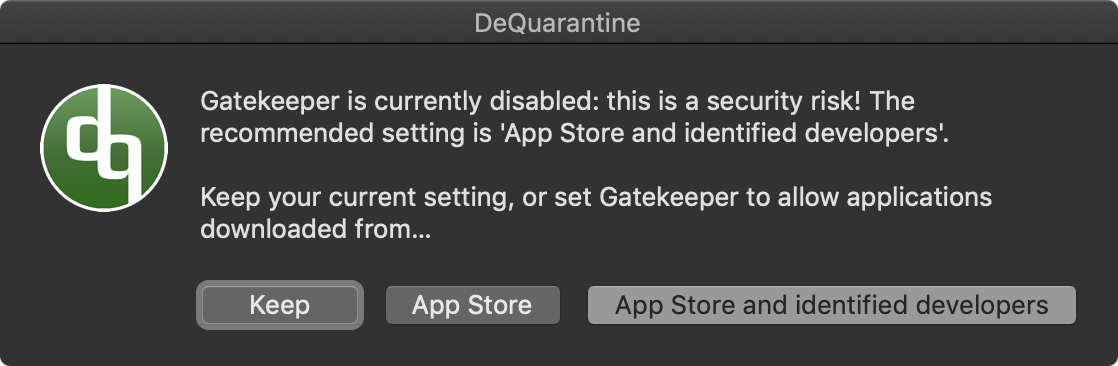 DeQuarantine
dq
Gatekeeper is currently disabled: this is a security risk! The
recommended setting is 'App Store and identified developers'.
Keep your current setting, or set Gatekeeper to allow applications
downloaded from...
Keep
App Store
App Store and identified developers